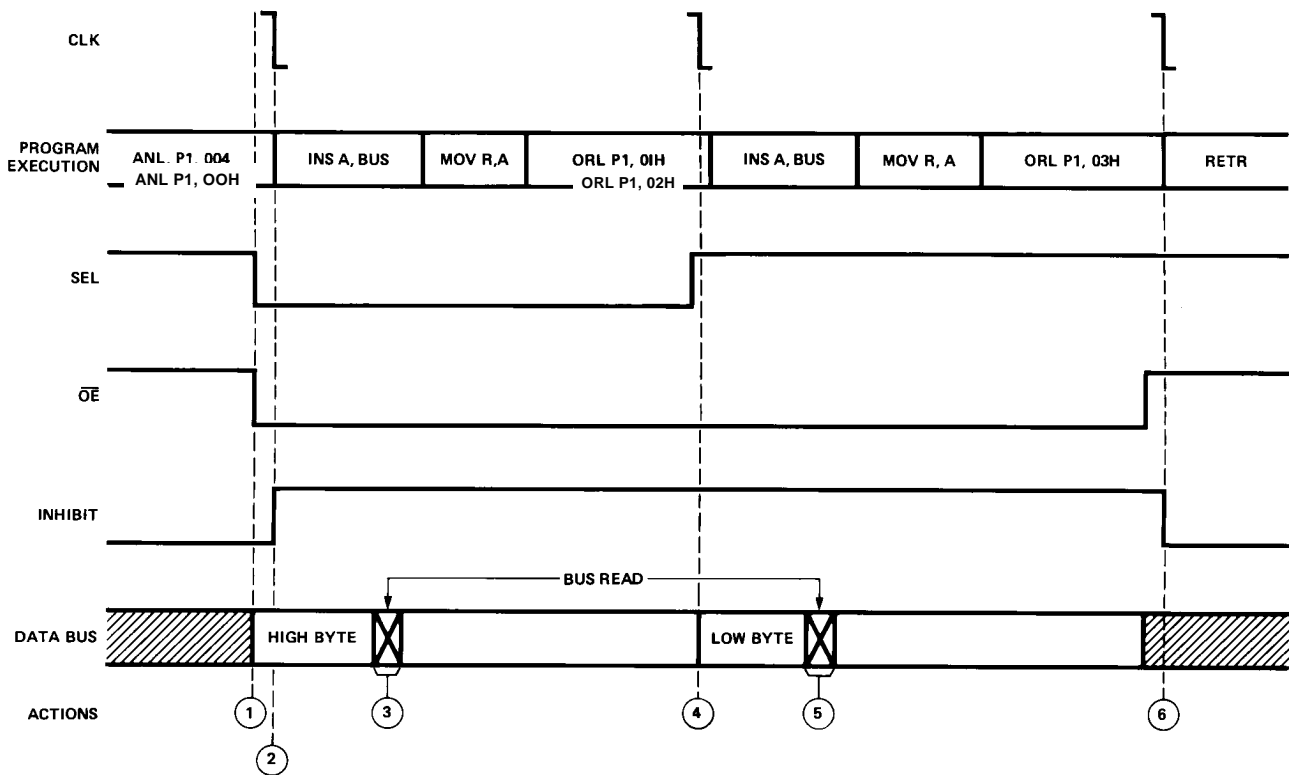 CLK
PROGRAM
EXECUTION
ANL. P1, 004
ANL P1, OOH
INS A, BUS
MOV R,A
ORL P1, 0IH
ORL P1, 02H
INS A, BUS
MOV R, A
ORL P1, 03H
RETR
SEL
OE
INHIBIT
BUS READ
DATA BUS
HIGH BYTE
LOW BYTE
ACTIONS
1
2
3
4
5
6